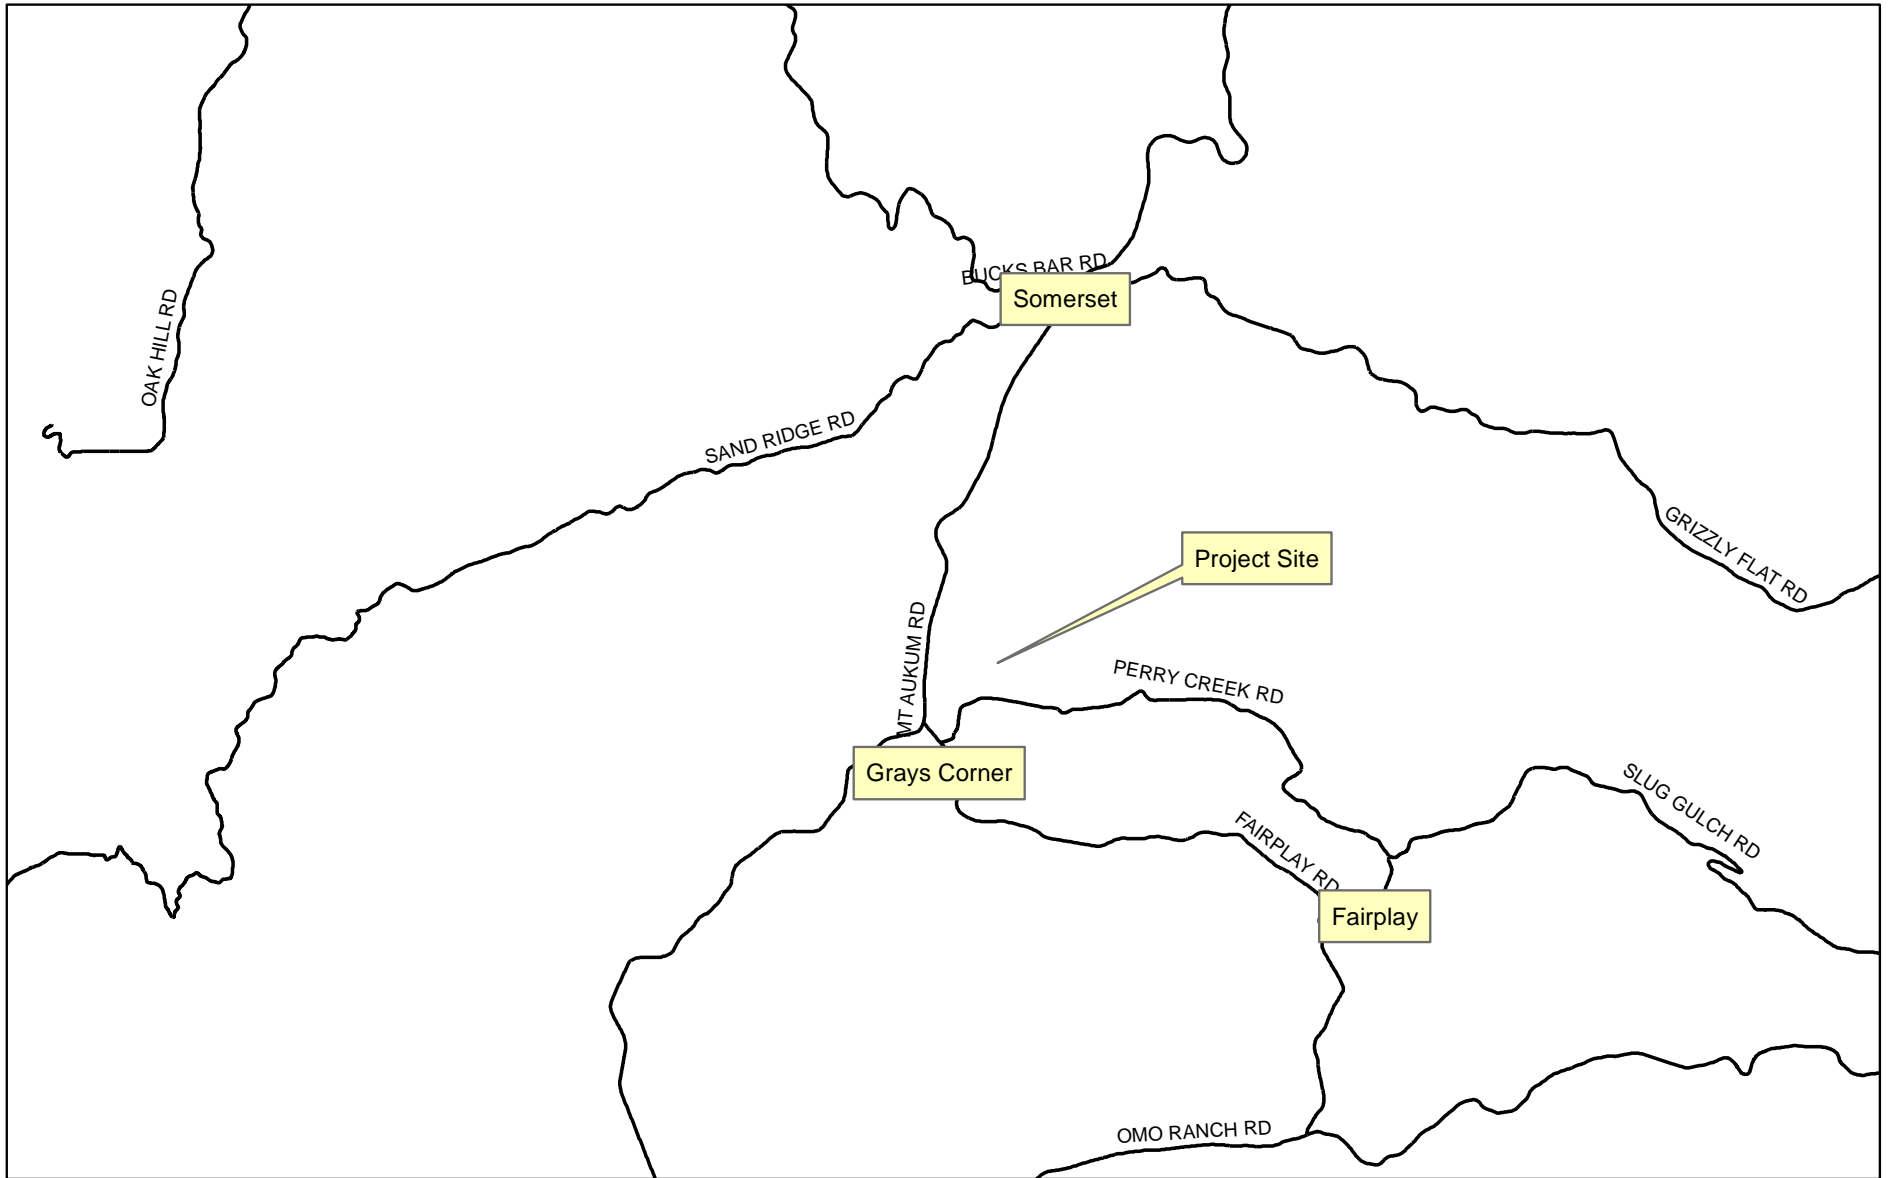 BUCKS BAR RD
Somerset
OAK HILL RD
SAND RIDGE RD
GRIZZLY FLAT RD
Project Site
MT AUKUM RD
PERRY CREEK RD
Grays Corner
SLUG GULCH RD
FAIRPLAY RD
Fairplay
OMO RANCH RD